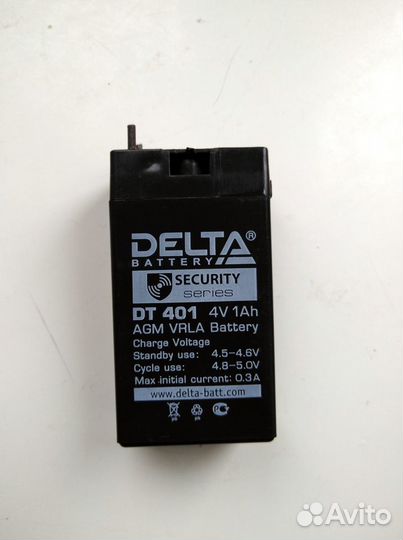 DELTA®
BATTERY
SECURITY
series
DT 401 4V 1Ah
AGM VRLA Battery
Charge Voltage
Standby use: 4.5-4.6V
Cycle use: 4.8-5.0V
Max initial current: 0.3A
www.delta-batt.com
Avito